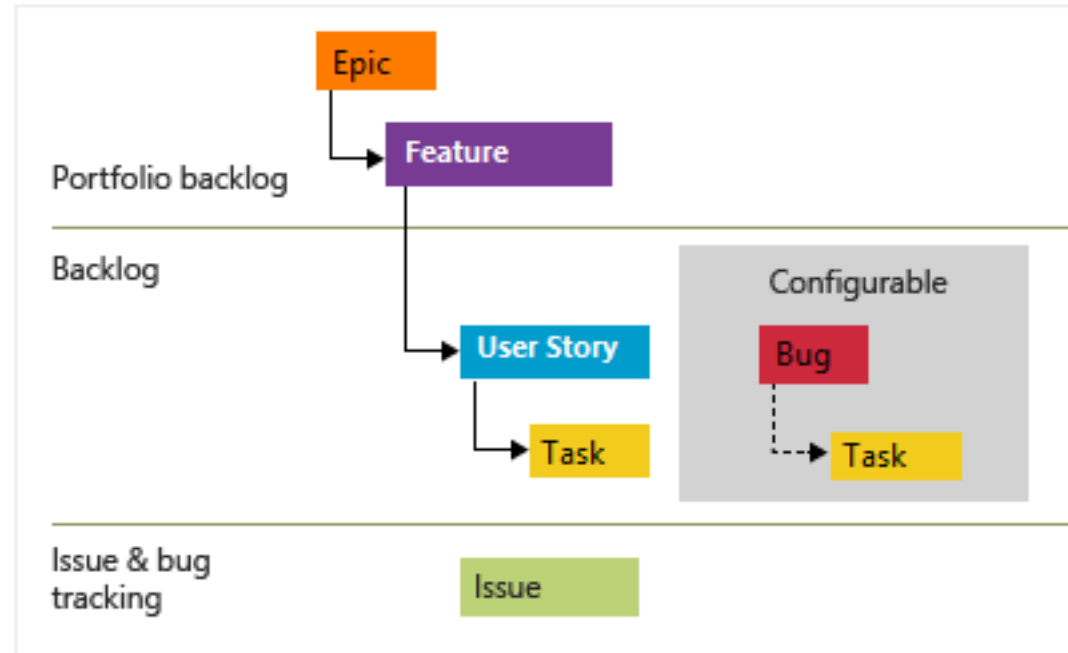 Epic
Feature
Portfolio backlog
Backlog
Configurable
User Story
Bug
Task
Task
Issue & bug
tracking
Issue